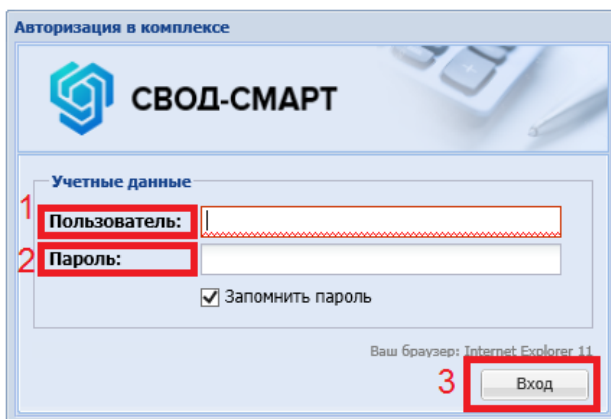 Авторизация в комплексе
СВОД-СМАРТ
Учетные данные
1 Пользователь:
2 Пароль:
Запомнить пароль
Ваш браузер: Internet Explorer 11
3 Вход